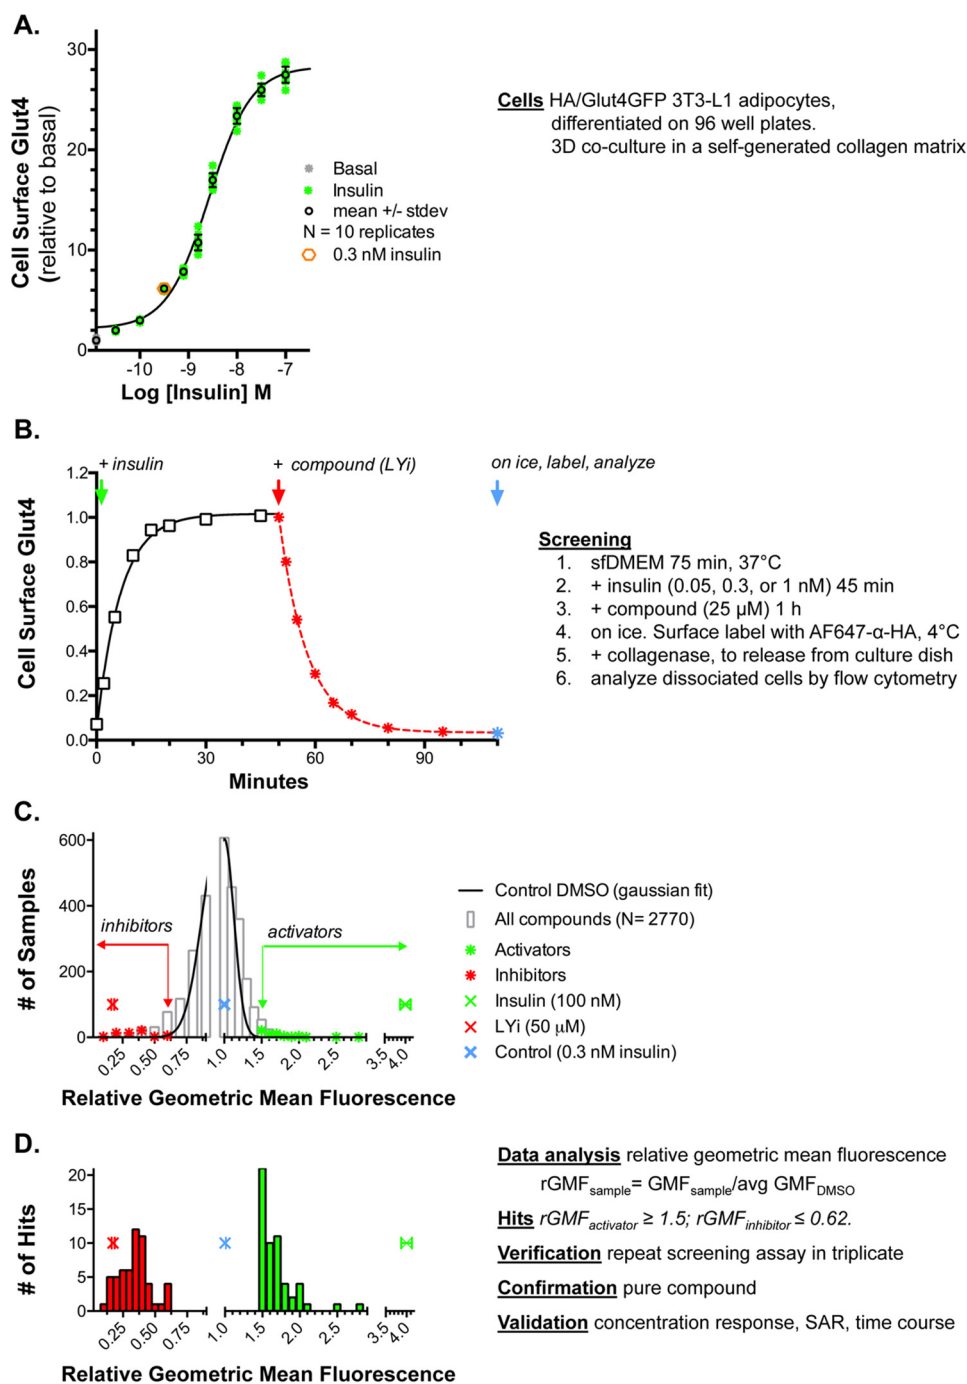 A.
30
20
10
0
Cell Surface Glut4
(relative to basal)
-10 -9 -8 -7
Log [Insulin] M
Basal
Insulin
mean +/- stdev
N = 10 replicates
0.3 nM insulin
Cells HA/Glut4GFP 3T3-L1 adipocytes,
differentiated on 96 well plates.
3D co-culture in a self-generated collagen matrix
B.
+ insulin
+ compound (LYi)
on ice, label, analyze
1.2
1.0
0.8
0.6
0.4
0.2
0.0
Cell Surface Glut4
0 30 60 90
Minutes
Screening
1. sfDMEM 75 min, 37°C
2. + insulin (0.05, 0.3, or 1 nM) 45 min
3. + compound (25 µM) 1 h
4. on ice. Surface label with AF647-α-HA, 4°C
5. + collagenase, to release from culture dish
6. analyze dissociated cells by flow cytometry
C.
600
400
200
0
# of Samples
inhibitors
activators
0.25 0.50 0.75 1.0 1.5 2.0 2.5 3.5 4.0
Relative Geometric Mean Fluorescence
Control DMSO (gaussian fit)
All compounds (N= 2770)
Activators
Inhibitors
Insulin (100 nM)
LYi (50 µM)
Control (0.3 nM insulin)
D.
20
15
10
5
0
# of Hits
0.25 0.50 0.75 1.0 1.5 2.0 2.5 3.5 4.0
Relative Geometric Mean Fluorescence
Data analysis relative geometric mean fluorescence
rGMFsample= GMFsample/avg GMFDMSO
Hits rGMFactivator ≥ 1.5; rGMFinhibitor ≤ 0.62.
Verification repeat screening assay in triplicate
Confirmation pure compound
Validation concentration response, SAR, time course